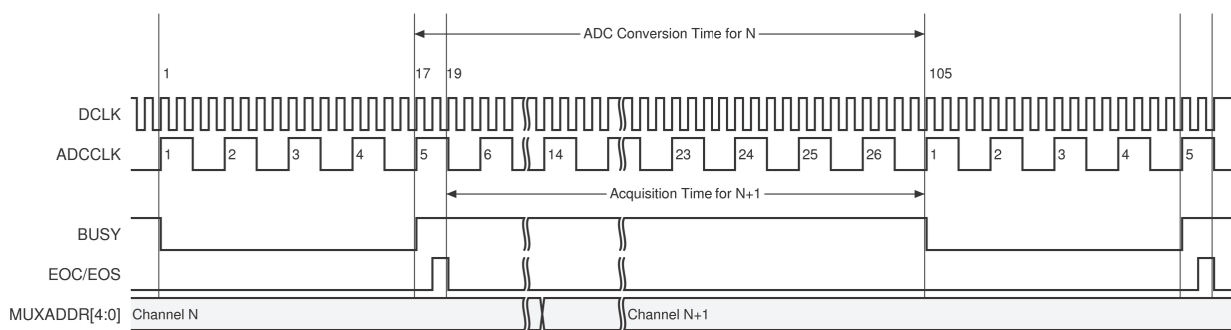 ADC Conversion Time for N
1 17 19 105
DCLK
ADCCLK 1 2 3 4 5 6 14 23 24 25 26 1 2 3 4 5
Acquisition Time for N+1
BUSY
EOC/EOS
MUXADDR[4:0] Channel N Channel N+1